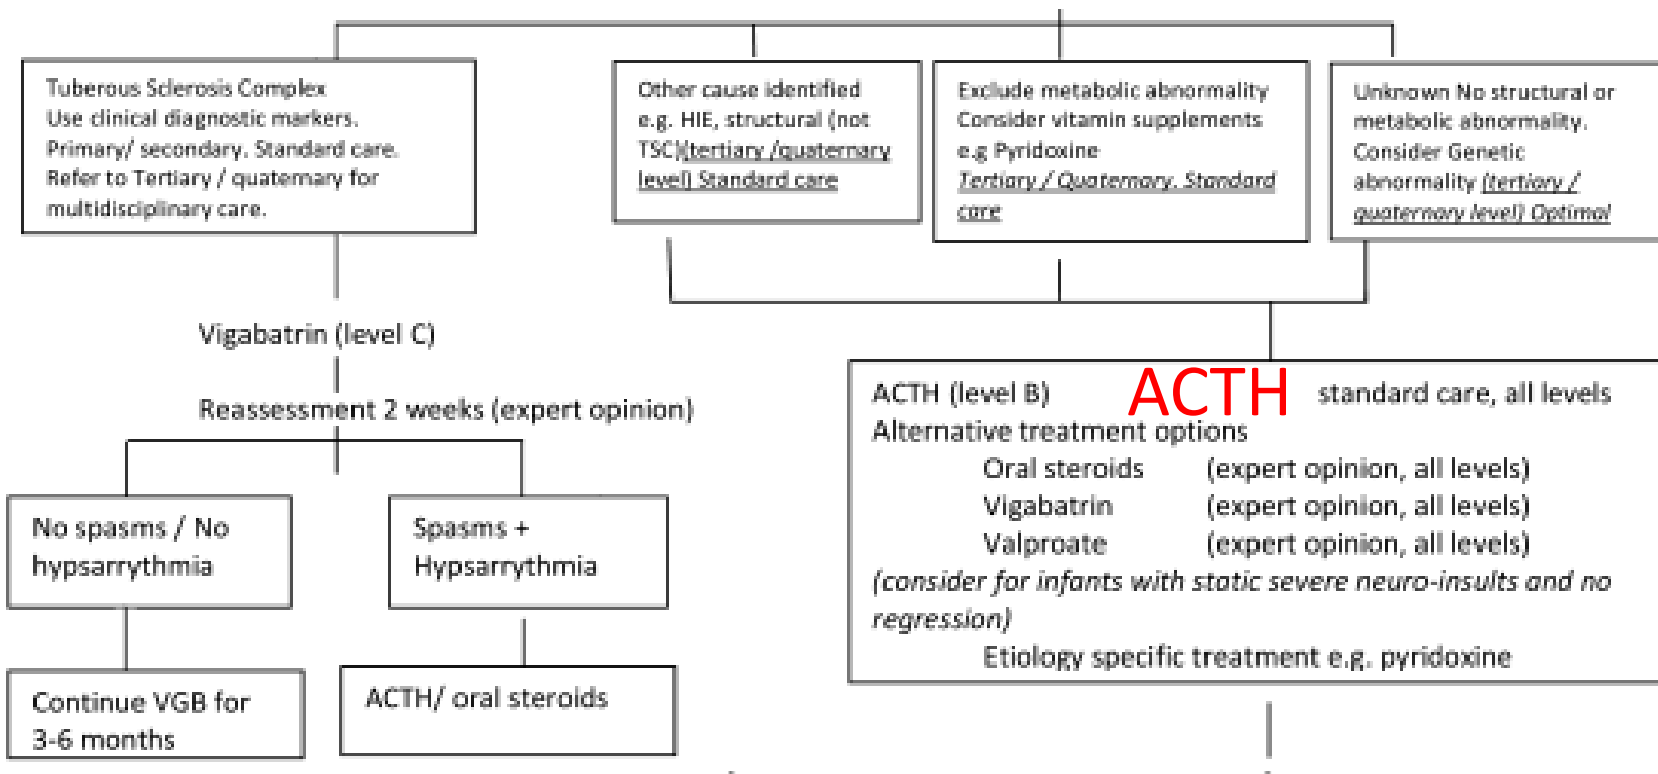 Tuberous Sclerosis Complex
Use clinical diagnostic markers.
Primary/ secondary. Standard care.
Refer to Tertiary / quaternary for
multidisciplinary care.
Other cause identified
e.g. HIE, structural (not
TSC)(tertiary /quaternary
level) Standard care
Exclude metabolic abnormality
Consider vitamin supplements
e.g Pyridoxine
Tertiary / Quaternary. Standard
care
Unknown No structural or
metabolic abnormality.
Consider Genetic
abnormality (tertiary /
quaternary level) Optimal
Vigabatrin (level C)
Reassessment 2 weeks (expert opinion)
No spasms / No
hypsarrythmia
Spasms +
Hypsarrythmia
Continue VGB for
3-6 months
ACTH/ oral steroids
ACTH (level B) ACTH standard care, all levels
Alternative treatment options
Oral steroids (expert opinion, all levels)
Vigabatrin (expert opinion, all levels)
Valproate (expert opinion, all levels)
(consider for infants with static severe neuro-insults and no
regression)
Etiology specific treatment e.g. pyridoxine